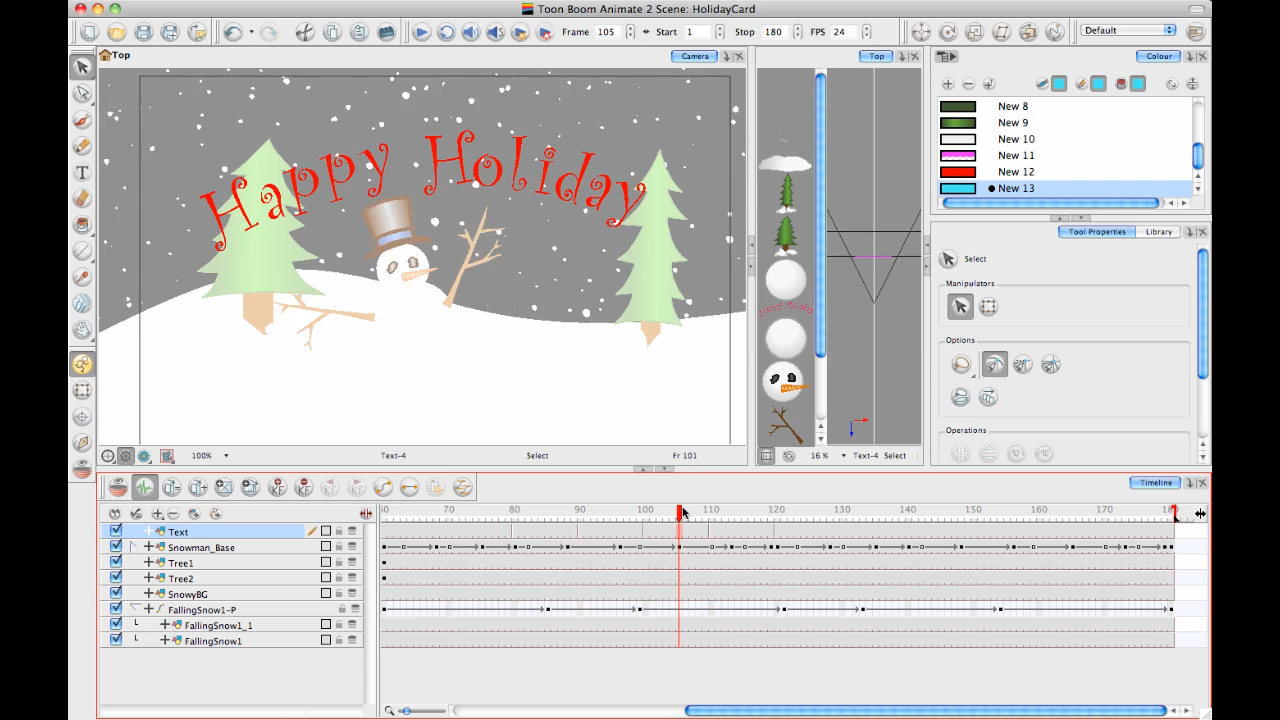 Toon Boom Animate 2 Scene: HolidayCard
Frame 105 Start 1 Stop 180 FPS 24 Default
Top Camera Top Colour
New 8
New 9
New 10
New 11
New 12
New 13
Happy Holiday
Tool Properties Library
Select
Manipulators
Options
Operations
100% Text-4 Select Fr 101 16 % Text-4 Select
Timeline
60 70 80 90 100 110 120 130 140 150 160 170 180
Text
Snowman_Base
Tree1
Tree2
SnowyBG
FallingSnow1-P
FallingSnow1_1
FallingSnow1